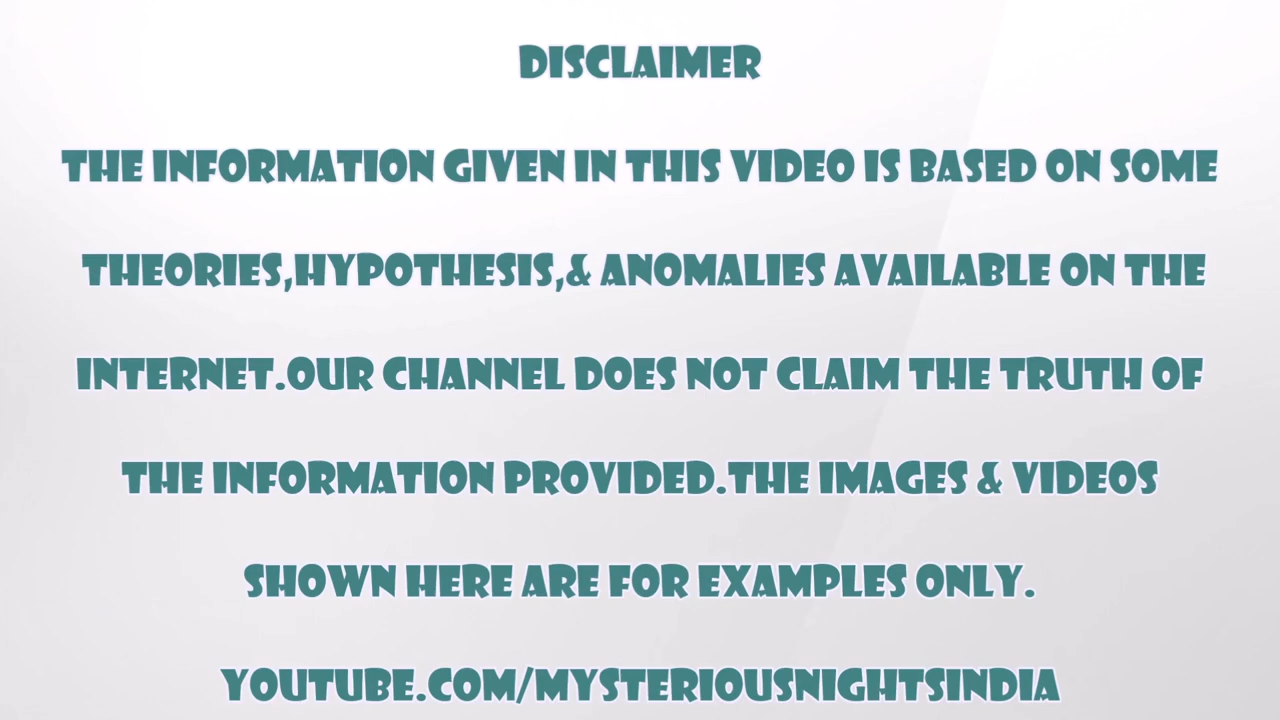 DISCLAIMER
THE INFORMATION GIVEN IN THIS VIDEO IS BASED ON SOME
THEORIES,HYPOTHESIS,& ANOMALIES AVAILABLE ON THE
INTERNET.OUR CHANNEL DOES NOT CLAIM THE TRUTH OF
THE INFORMATION PROVIDED.THE IMAGES & VIDEOS
SHOWN HERE ARE FOR EXAMPLES ONLY.
YOUTUBE.COM/MYSTERIOUSNIGHTSINDIA